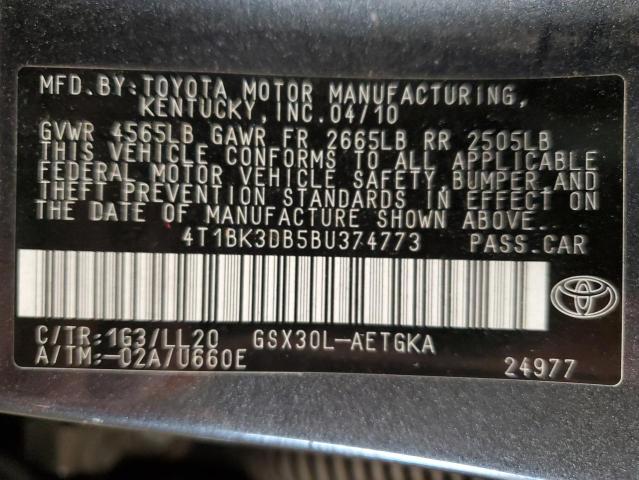 MFD.BY:TOYOTA MOTOR MANUFACTURING,
KENTUCKY,INC.04/10
GVWR 4565LB GAWR FR 2665LB RR 2505LB
THIS VEHICLE CONFORMS TO ALL APPLICABLE
FEDERAL MOTOR VEHICLE SAFETY,BUMPER,AND
THEFT PREVENTION STANDARDS IN EFFECT ON
THE DATE OF MANUFACTURE SHOWN ABOVE.
4T1BK3DB5BU374773 PASS.CAR
C/TR:1G3/LL20 GSX30L-AETGKA
A/TM:-02A/U660E 24977